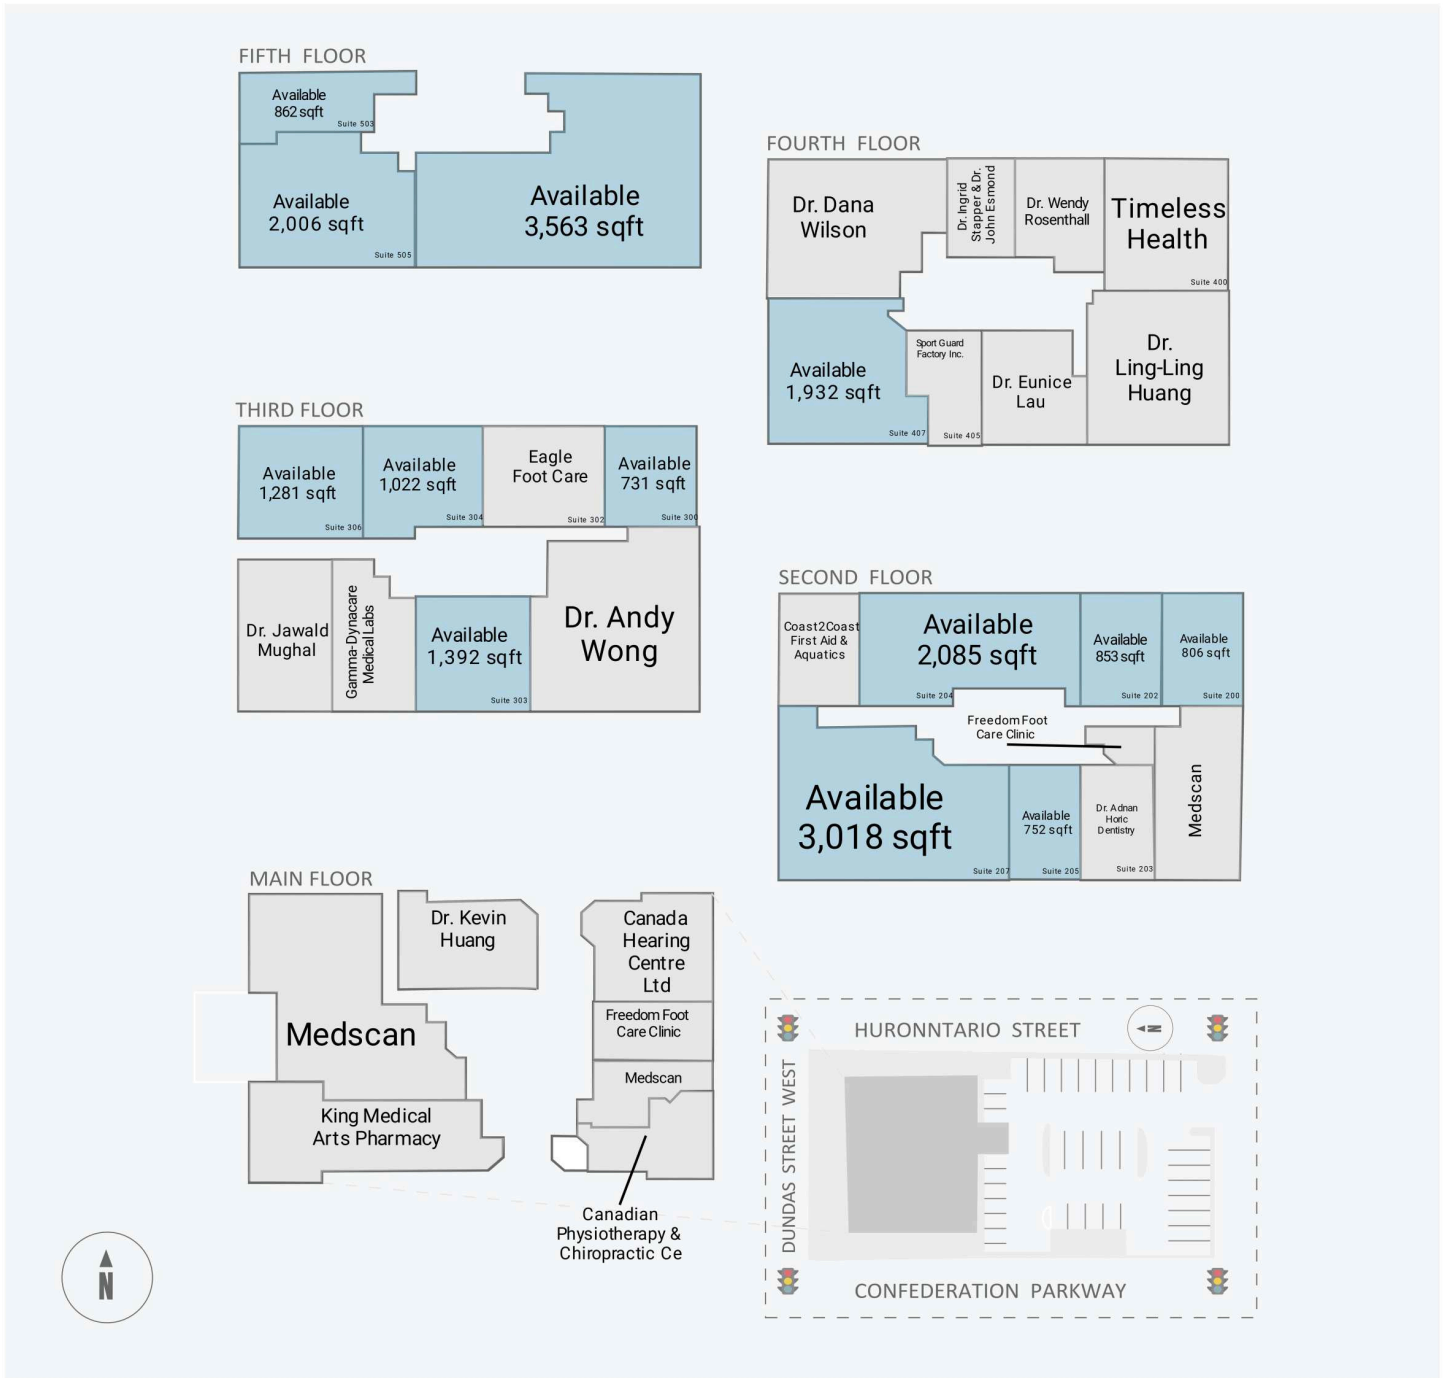 FIFTH FLOOR
Available
862 sqft
Suite 503
Available
2,006 sqft
Suite 505
Available
3,563 sqft
FOURTH FLOOR
Dr. Dana
Wilson
Dr. Ingrid
Stapper & Dr.
John Esmond
Dr. Wendy
Rosenthall
Timeless
Health
Suite 400
Available
1,932 sqft
Suite 407
Sport Guard
Factory Inc.
Suite 405
Dr. Eunice
Lau
Dr.
Ling-Ling
Huang
THIRD FLOOR
Available
1,281 sqft
Suite 306
Available
1,022 sqft
Suite 304
Eagle
Foot Care
Suite 302
Available
731 sqft
Suite 300
Dr. Jawald
Mughal
Gamma-Dynacare
Medical Labs
Available
1,392 sqft
Suite 303
Dr. Andy
Wong
SECOND FLOOR
Coast2Coast
First Aid &
Aquatics
Available
2,085 sqft
Suite 204
Available
853 sqft
Suite 202
Available
806 sqft
Suite 200
Freedom Foot
Care Clinic
Available
3,018 sqft
Suite 207
Available
752 sqft
Suite 205
Dr. Adnan
Horic
Dentistry
Suite 203
Medscan
MAIN FLOOR
Medscan
Dr. Kevin
Huang
King Medical
Arts Pharmacy
Canada
Hearing
Centre
Ltd
Freedom Foot
Care Clinic
Medscan
Canadian
Physiotherapy &
Chiropractic Ce
HURONNTARIO STREET
N
DUNDAS STREET WEST
CONFEDERATION PARKWAY
N